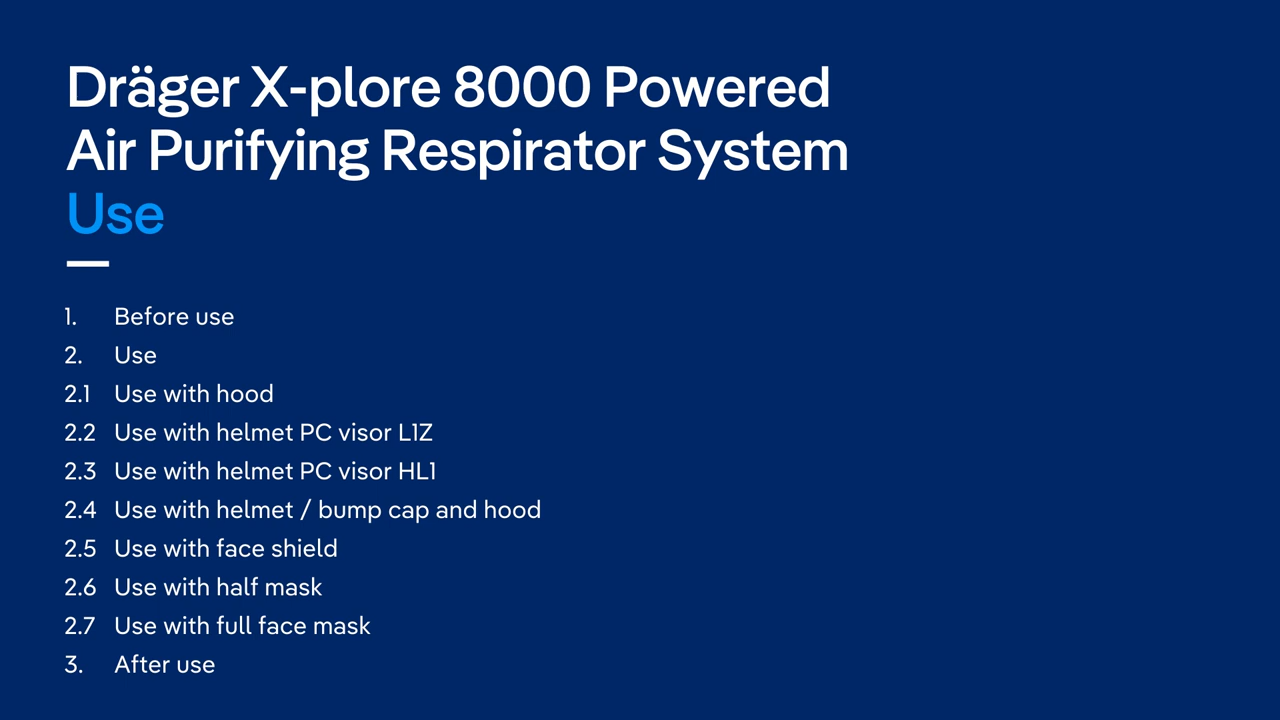 Dräger X-plore 8000 Powered
Air Purifying Respirator System
Use
1. Before use
2. Use
2.1 Use with hood
2.2 Use with helmet PC visor L1Z
2.3 Use with helmet PC visor HL1
2.4 Use with helmet / bump cap and hood
2.5 Use with face shield
2.6 Use with half mask
2.7 Use with full face mask
3. After use